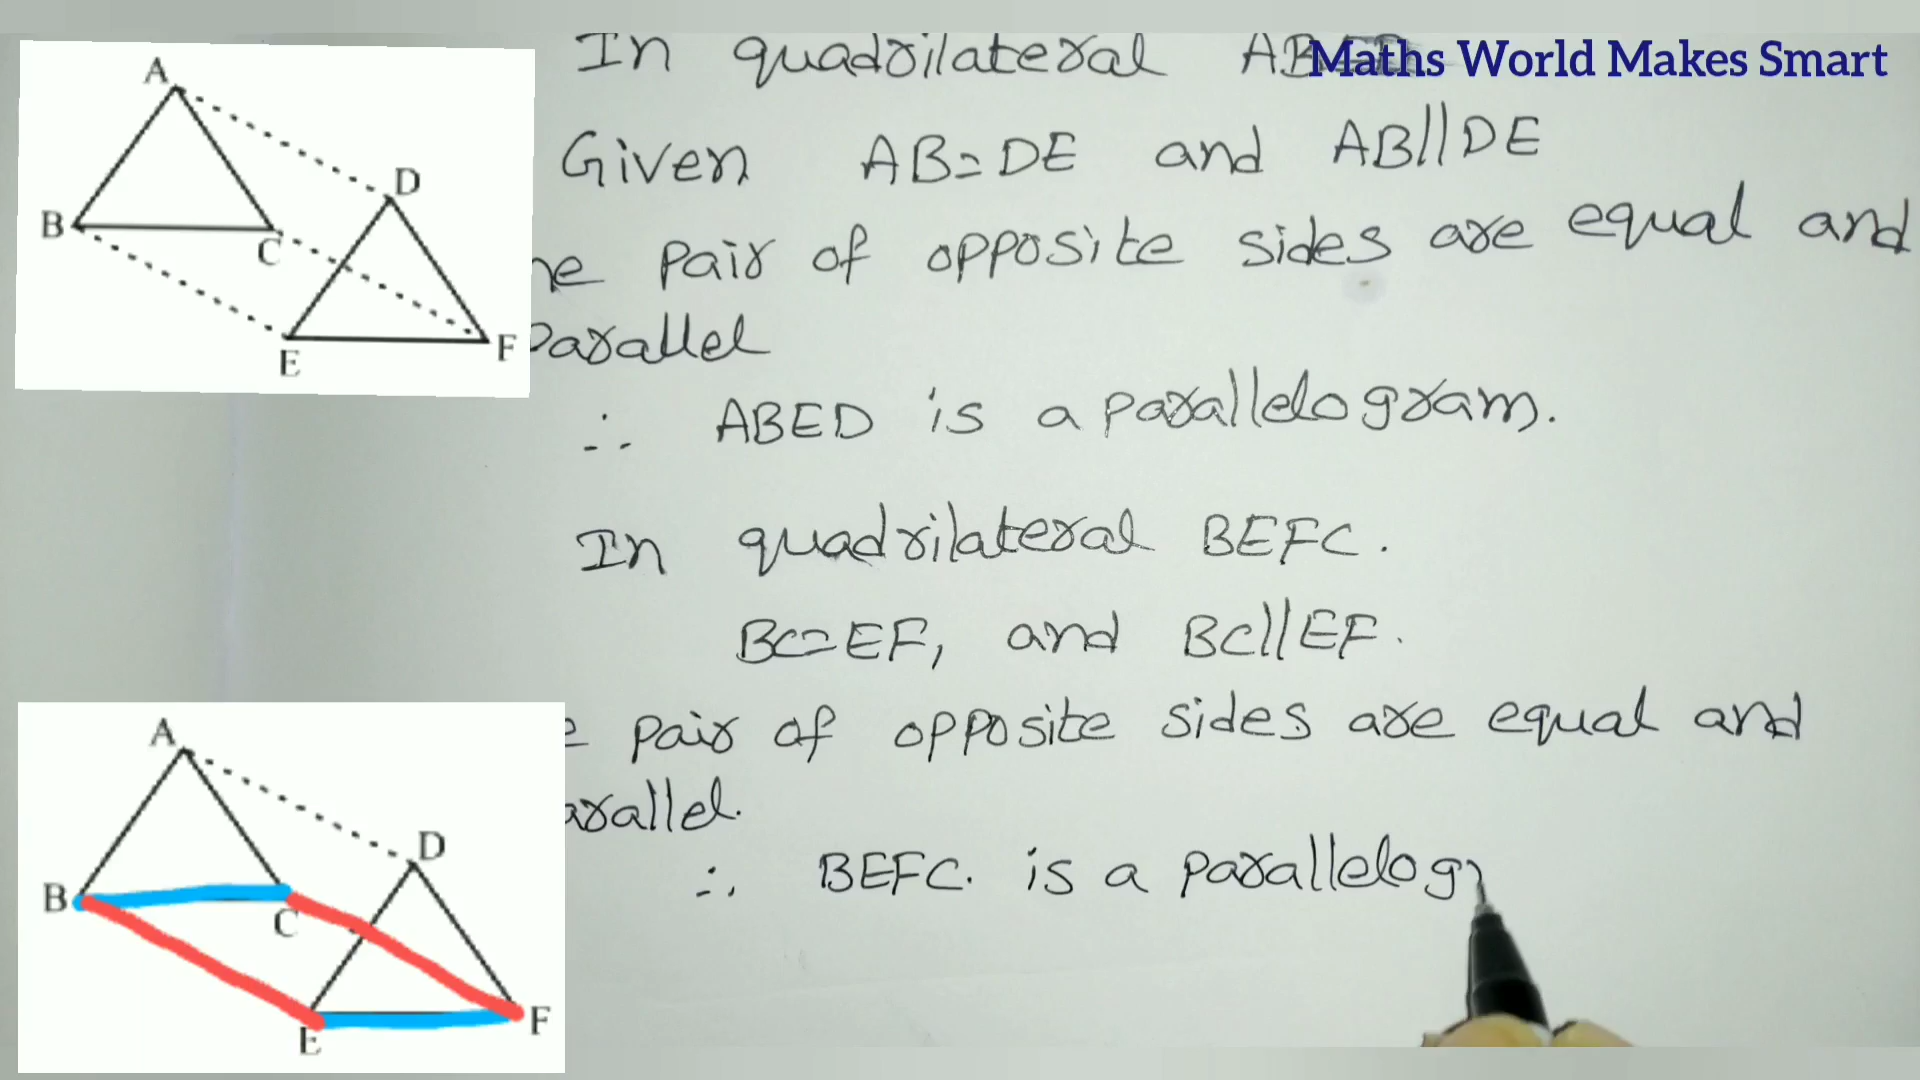 Maths World Makes Smart
In quadrilateral
Given AB=DE and AB||DE
pair of opposite sides are equal and
Parallel
∴ ABED is a parallelogram.
In quadrilateral BEFC.
BC=EF, and BC||EF.
pair of opposite sides are equal and
∴ BEFC. is a parallelog
A
D
B
C
E
F
A
D
B
C
E
F